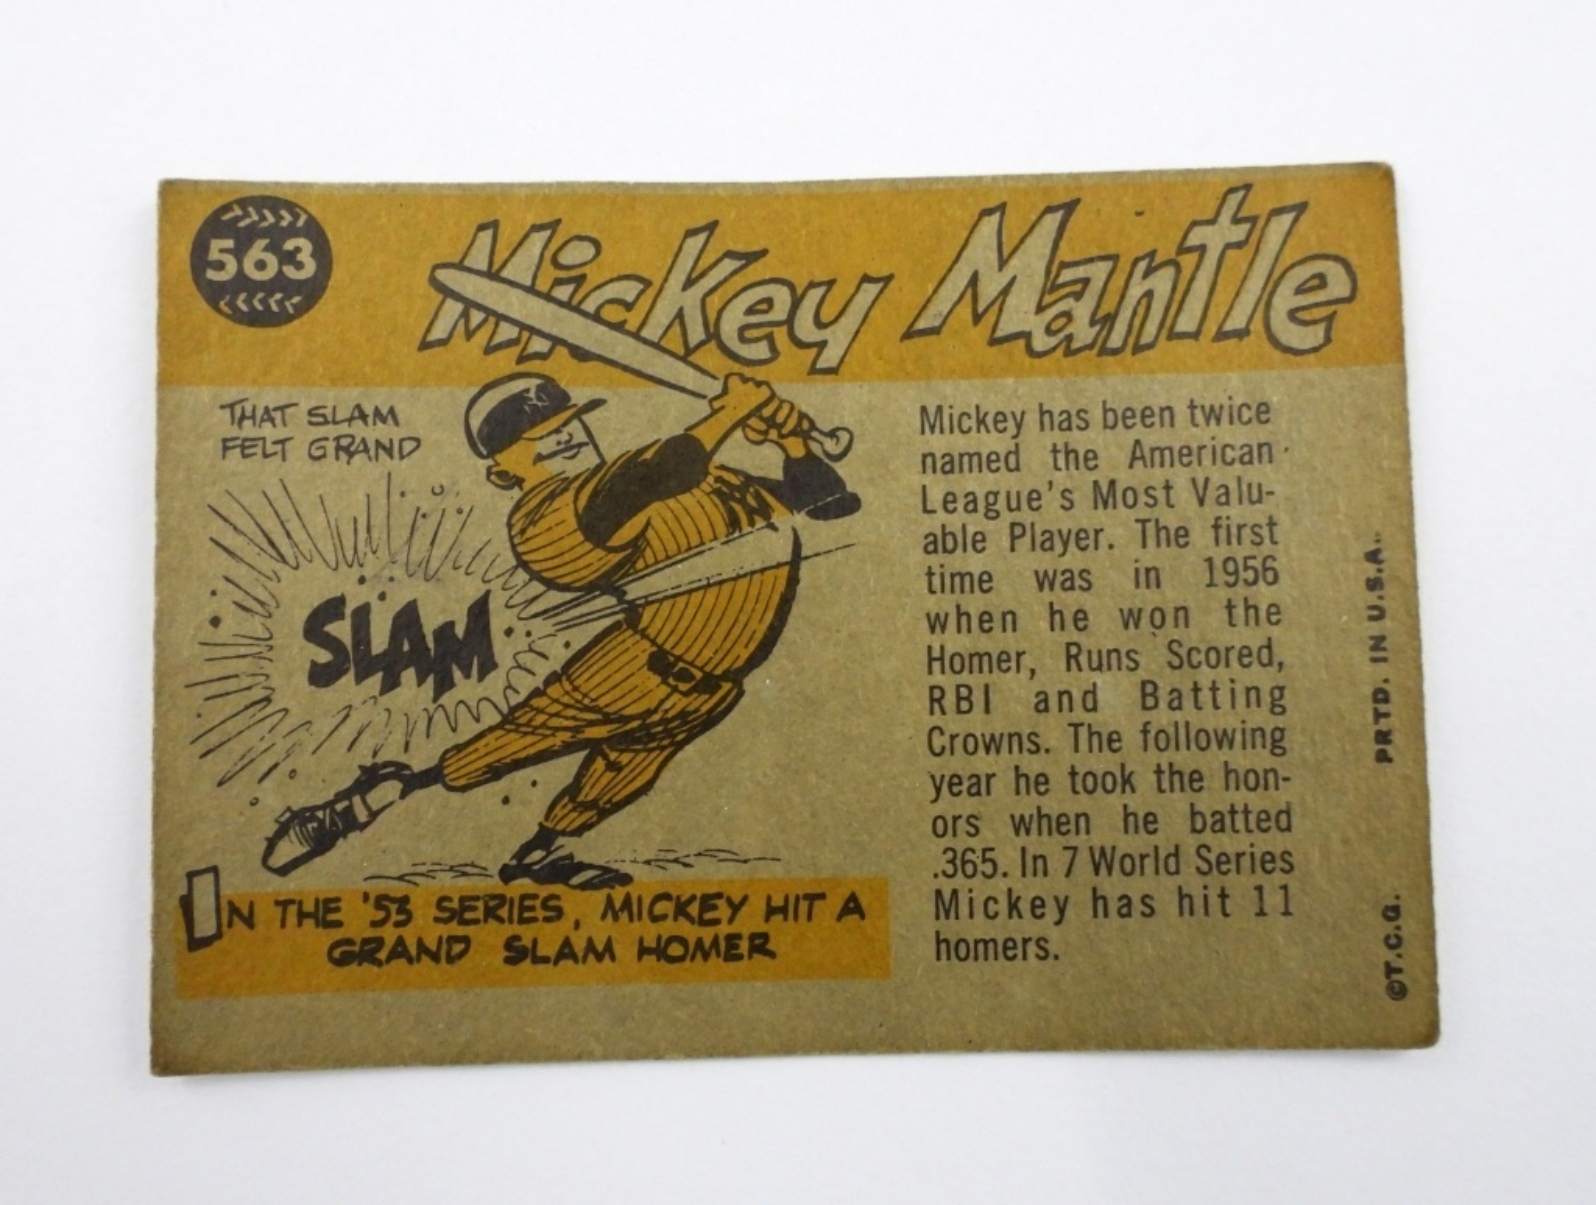 563
Mickey Mantle
THAT SLAM
FELT GRAND
SLAM
NY
IN THE '53 SERIES, MICKEY HIT A
GRAND SLAM HOMER
Mickey has been twice
named the American
League's Most Valu-
able Player. The first
time was in 1956
when he won the
Homer, Runs Scored,
RBI and Batting
Crowns. The following
year he took the hon-
ors when he batted
.365. In 7 World Series
Mickey has hit 11
homers.
©T.C.G. PRTD. IN U.S.A.